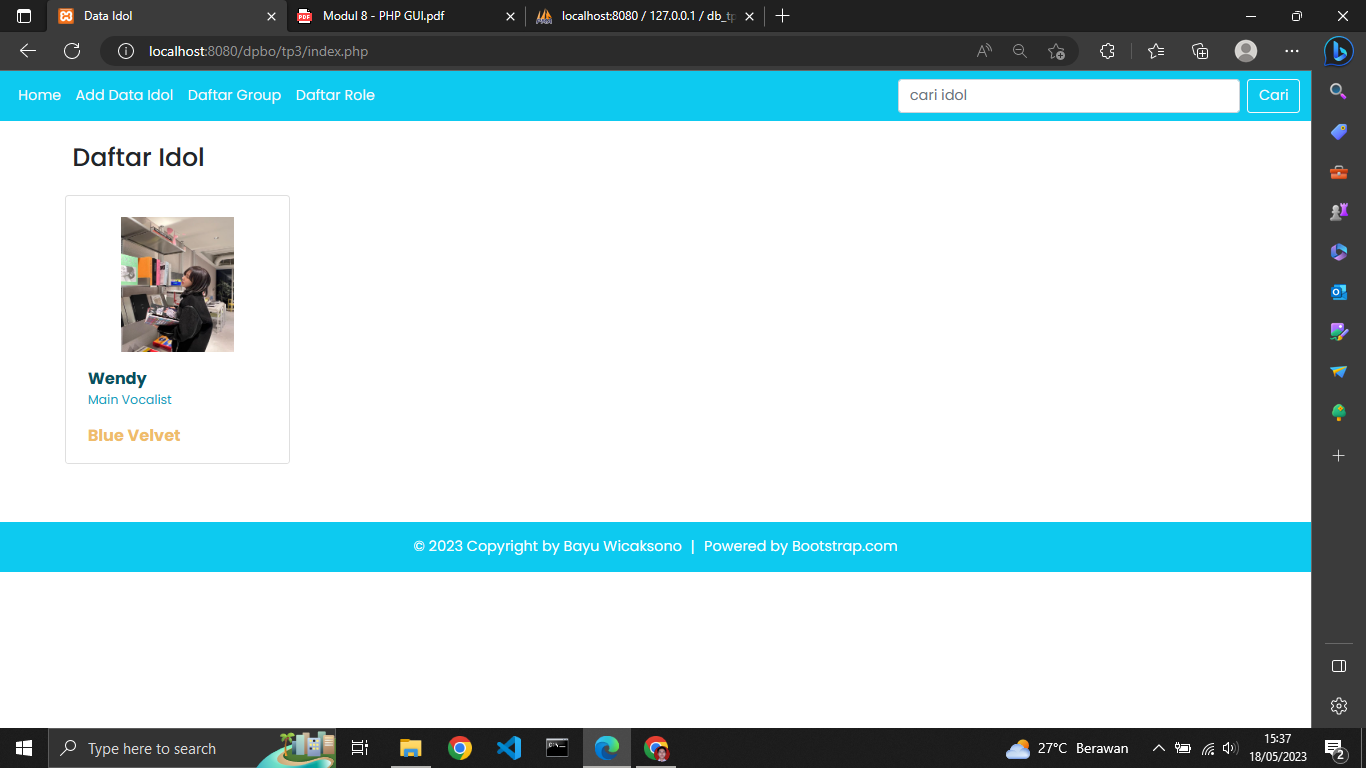 Data Idol
Modul 8 - PHP GUI.pdf
localhost:8080 / 127.0.0.1 / db_tp
localhost:8080/dpbo/tp3/index.php
Home Add Data Idol Daftar Group Daftar Role cari idol Cari
Daftar Idol
Wendy
Main Vocalist
Blue Velvet
© 2023 Copyright by Bayu Wicaksono | Powered by Bootstrap.com
Type here to search
27°C Berawan
15:37
18/05/2023
2